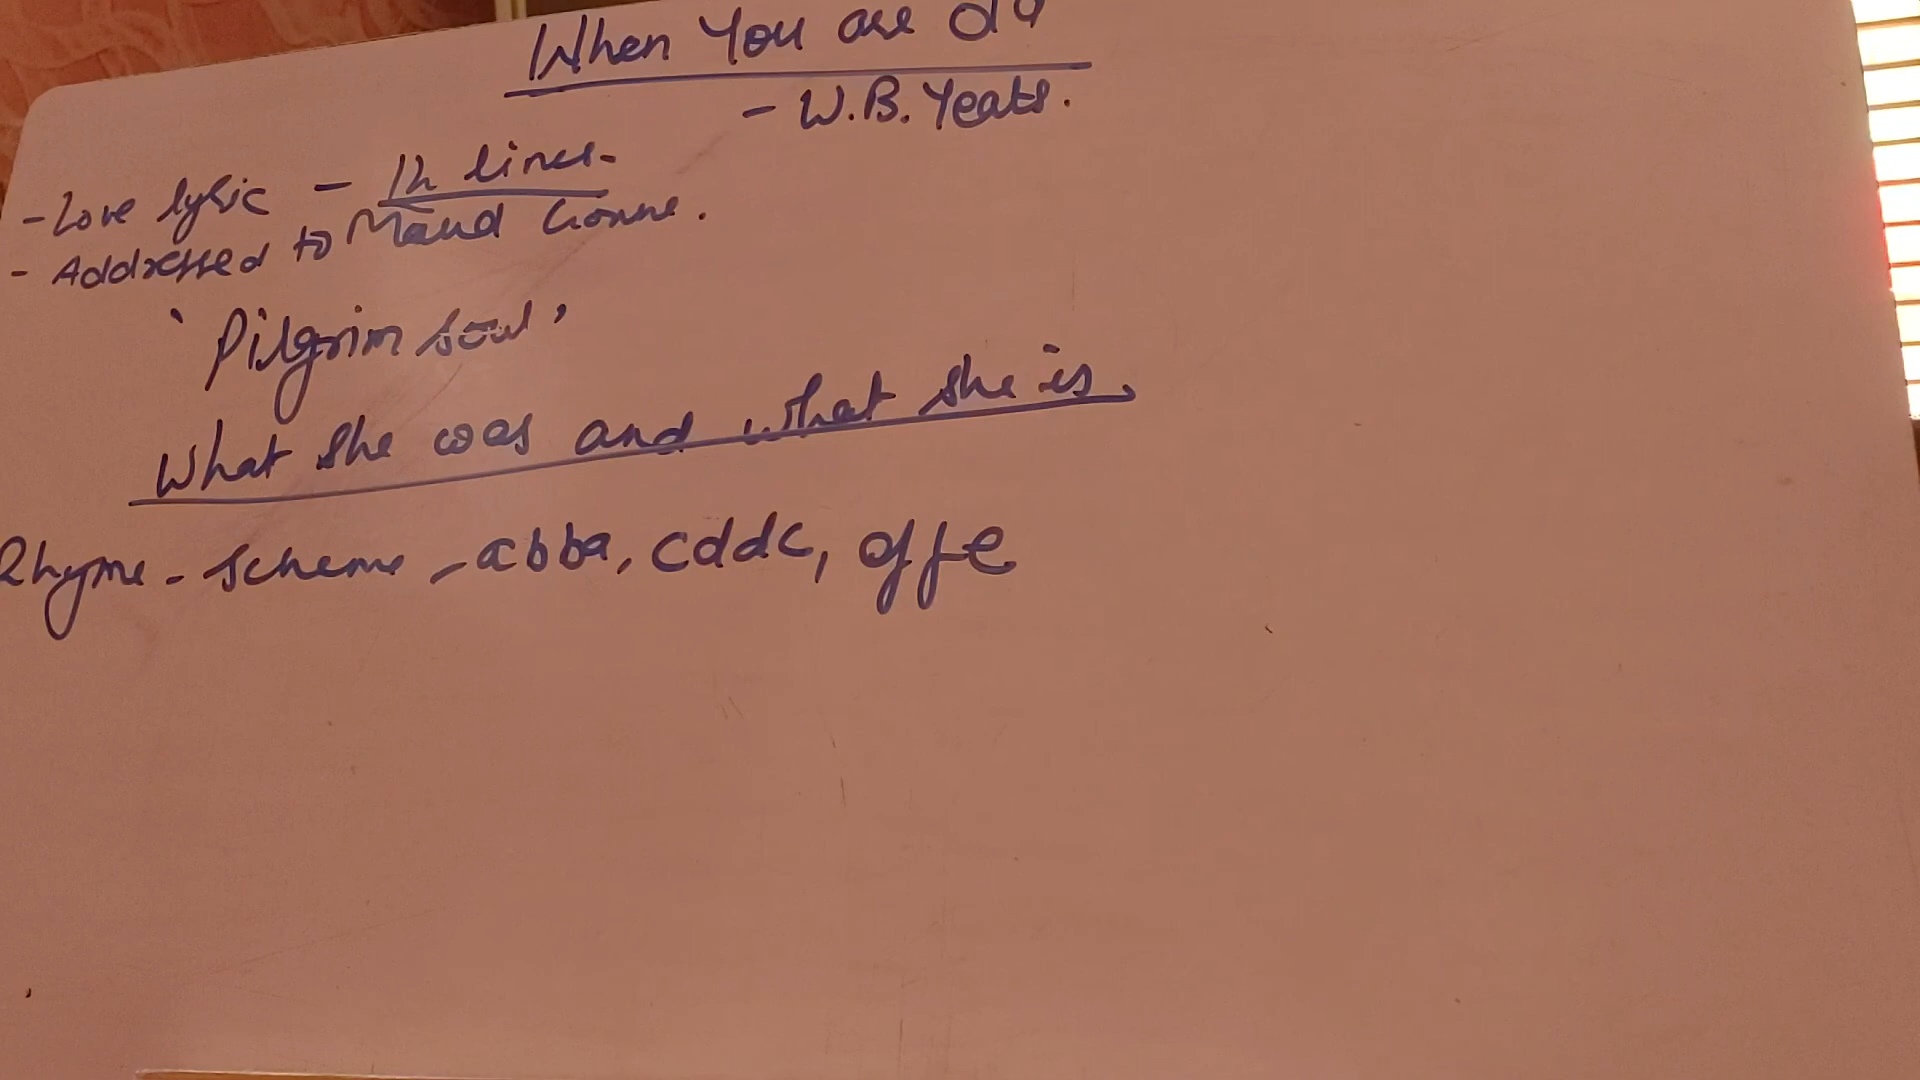 When You are Old
- W.B. Yeats.
- Love lyric - 12 lines.
- Addressed to Maud Gonne.
'Pilgrim soul'
What she was and what she is.
Rhyme-scheme - abba, cddc, effe